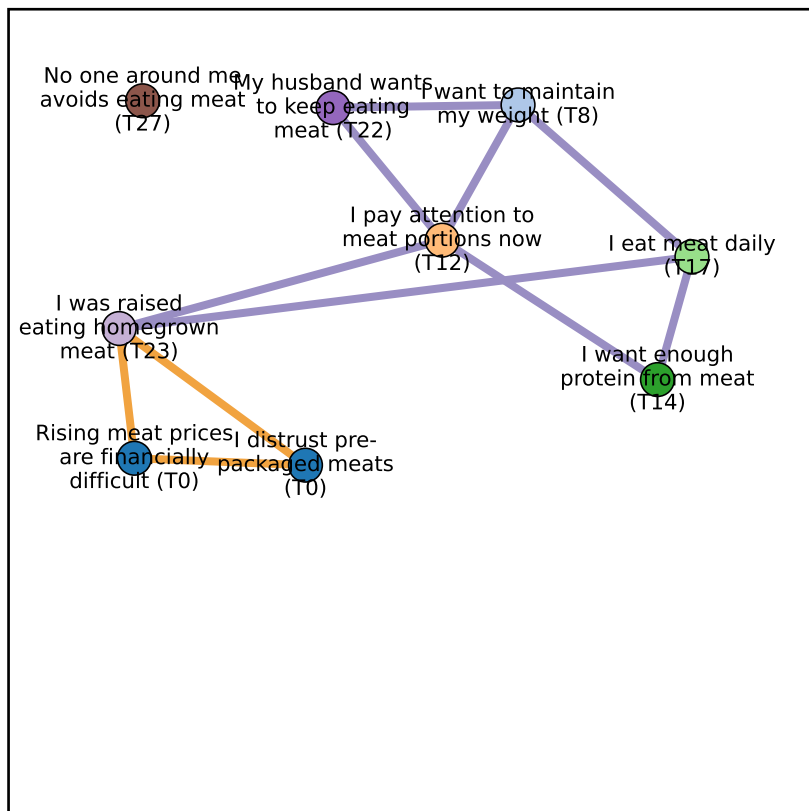 No one around me
avoids eating meat
(T27)
My husband wants
to keep eating
meat (T22)
I want to maintain
my weight (T8)
I pay attention to
meat portions now
(T12)
I eat meat daily
(T17)
I was raised
eating homegrown
meat (T23)
I want enough
protein from meat
(T14)
Rising meat prices
are financially
difficult (T0)
I distrust pre-
packaged meats
(T0)